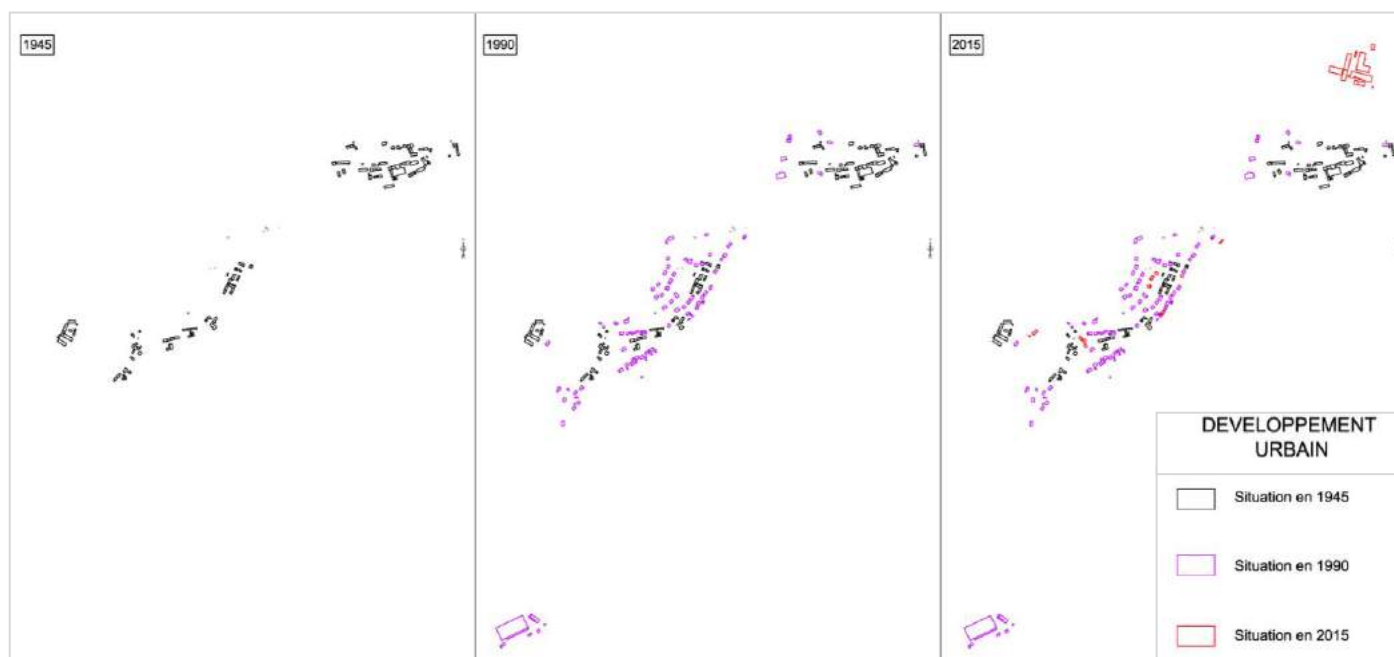 1945
1990
2015
DEVELOPPEMENT
URBAIN
Situation en 1945
Situation en 1990
Situation en 2015